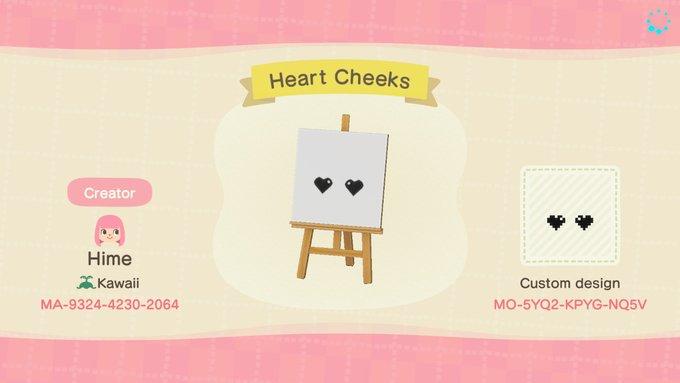 Heart Cheeks
Creator
Hime
Kawaii
MA-9324-4230-2064
Custom design
MO-5YQ2-KPYG-NQ5V